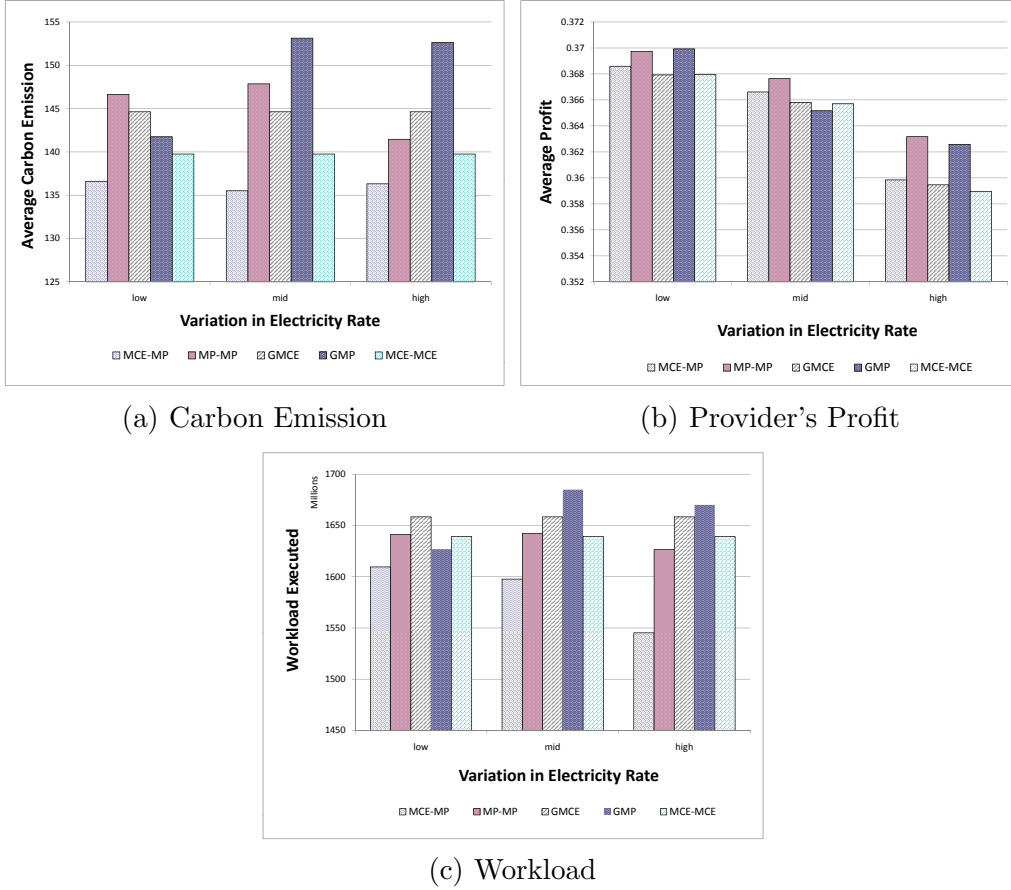 155
150
145
140
135
130
125
Average Carbon Emission
low mid high
Variation in Electricity Rate
MCE-MP MP-MP GMCE GMP MCE-MCE
(a) Carbon Emission
0.372
0.37
0.368
0.366
0.364
0.362
0.36
0.358
0.356
0.354
0.352
Average Profit
low mid high
Variation in Electricity Rate
MCE-MP MP-MP GMCE GMP MCE-MCE
(b) Provider's Profit
1700
1650
1600
1550
1500
1450
Millions
Workload Executed
low mid high
Variation in Electricity Rate
MCE-MP MP-MP GMCE GMP MCE-MCE
(c) Workload